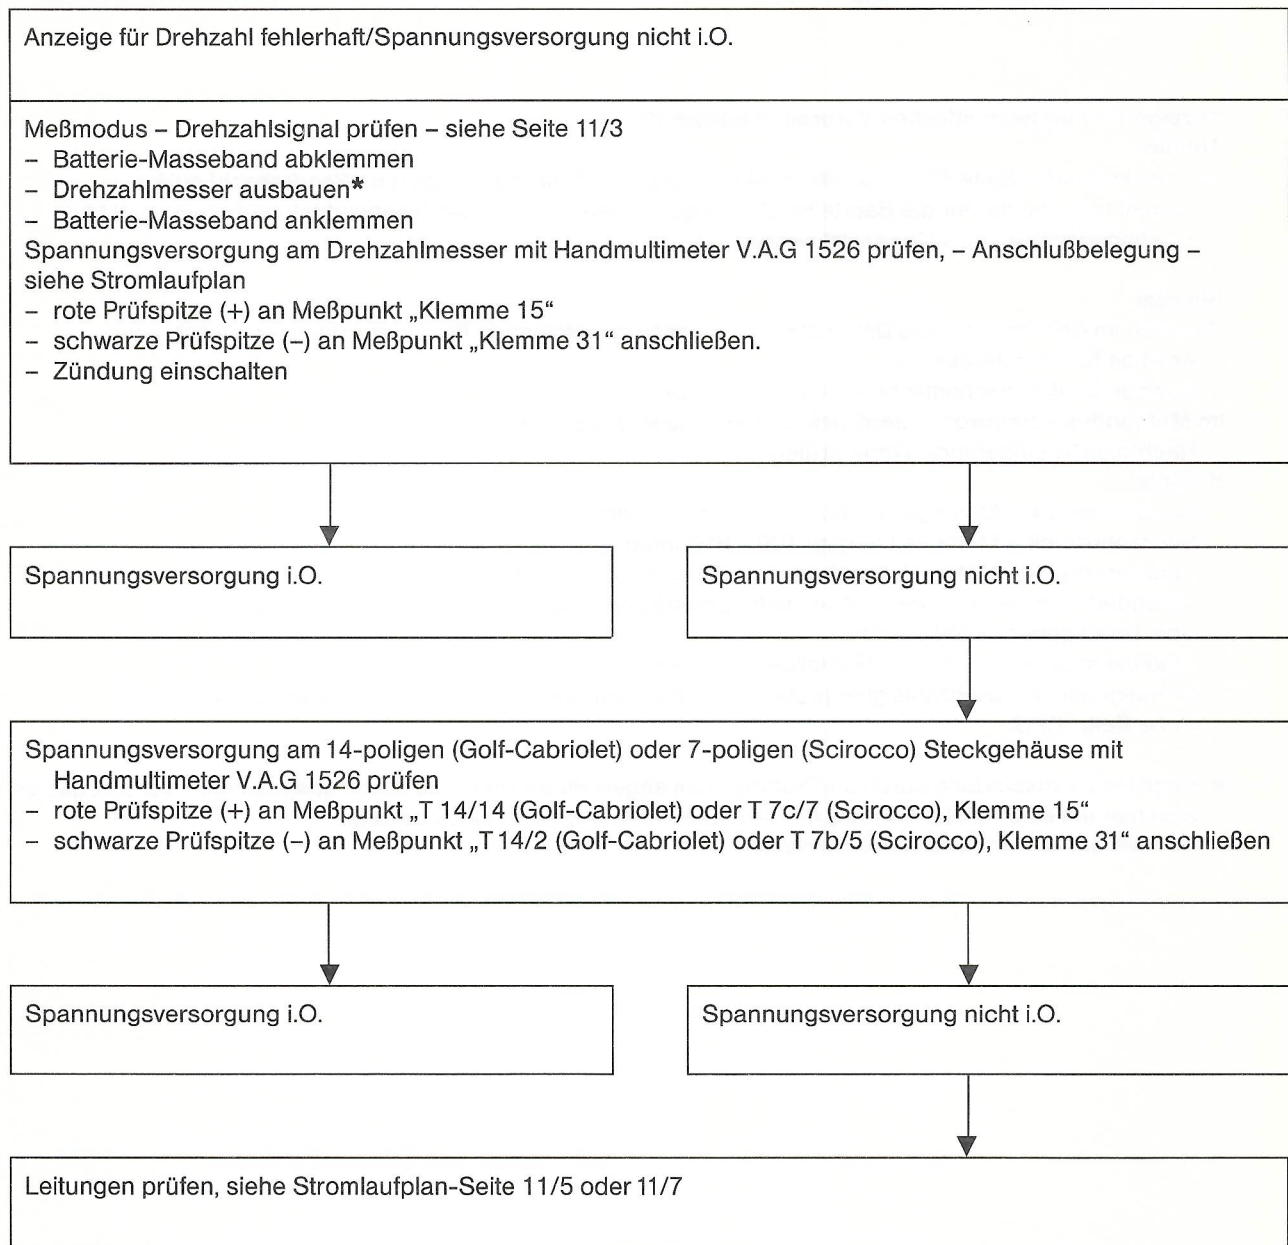 Anzeige für Drehzahl fehlerhaft/Spannungsversorgung nicht i.O.
Meßmodus – Drehzahlsignal prüfen – siehe Seite 11/3
– Batterie-Masseband abklemmen
– Drehzahlmesser ausbauen*
– Batterie-Masseband anklemmen
Spannungsversorgung am Drehzahlmesser mit Handmultimeter V.A.G 1526 prüfen, – Anschlußbelegung –
siehe Stromlaufplan
– rote Prüfspitze (+) an Meßpunkt „Klemme 15“
– schwarze Prüfspitze (–) an Meßpunkt „Klemme 31“ anschließen.
– Zündung einschalten
Spannungsversorgung i.O.
Spannungsversorgung nicht i.O.
Spannungsversorgung am 14-poligen (Golf-Cabriolet) oder 7-poligen (Scirocco) Steckgehäuse mit
Handmultimeter V.A.G 1526 prüfen
– rote Prüfspitze (+) an Meßpunkt „T 14/14 (Golf-Cabriolet) oder T 7c/7 (Scirocco), Klemme 15“
– schwarze Prüfspitze (–) an Meßpunkt „T 14/2 (Golf-Cabriolet) oder T 7b/5 (Scirocco), Klemme 31“ anschließen
Spannungsversorgung i.O.
Spannungsversorgung nicht i.O.
Leitungen prüfen, siehe Stromlaufplan-Seite 11/5 oder 11/7